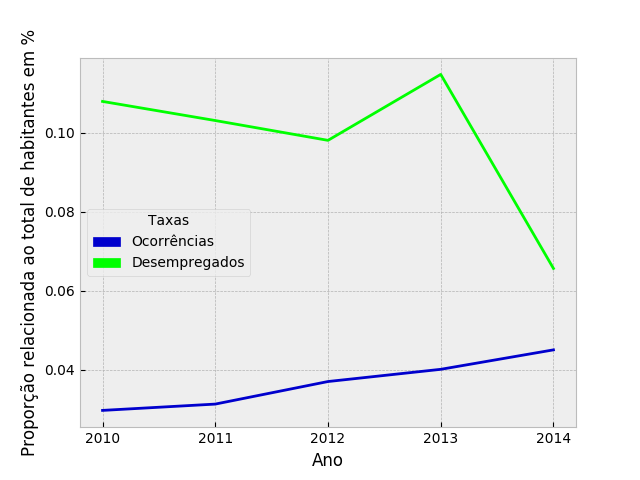 Proporção relacionada ao total de habitantes em %
0.10
0.08
0.06
0.04
Taxas
Ocorrências
Desempregados
2010 2011 2012 2013 2014
Ano